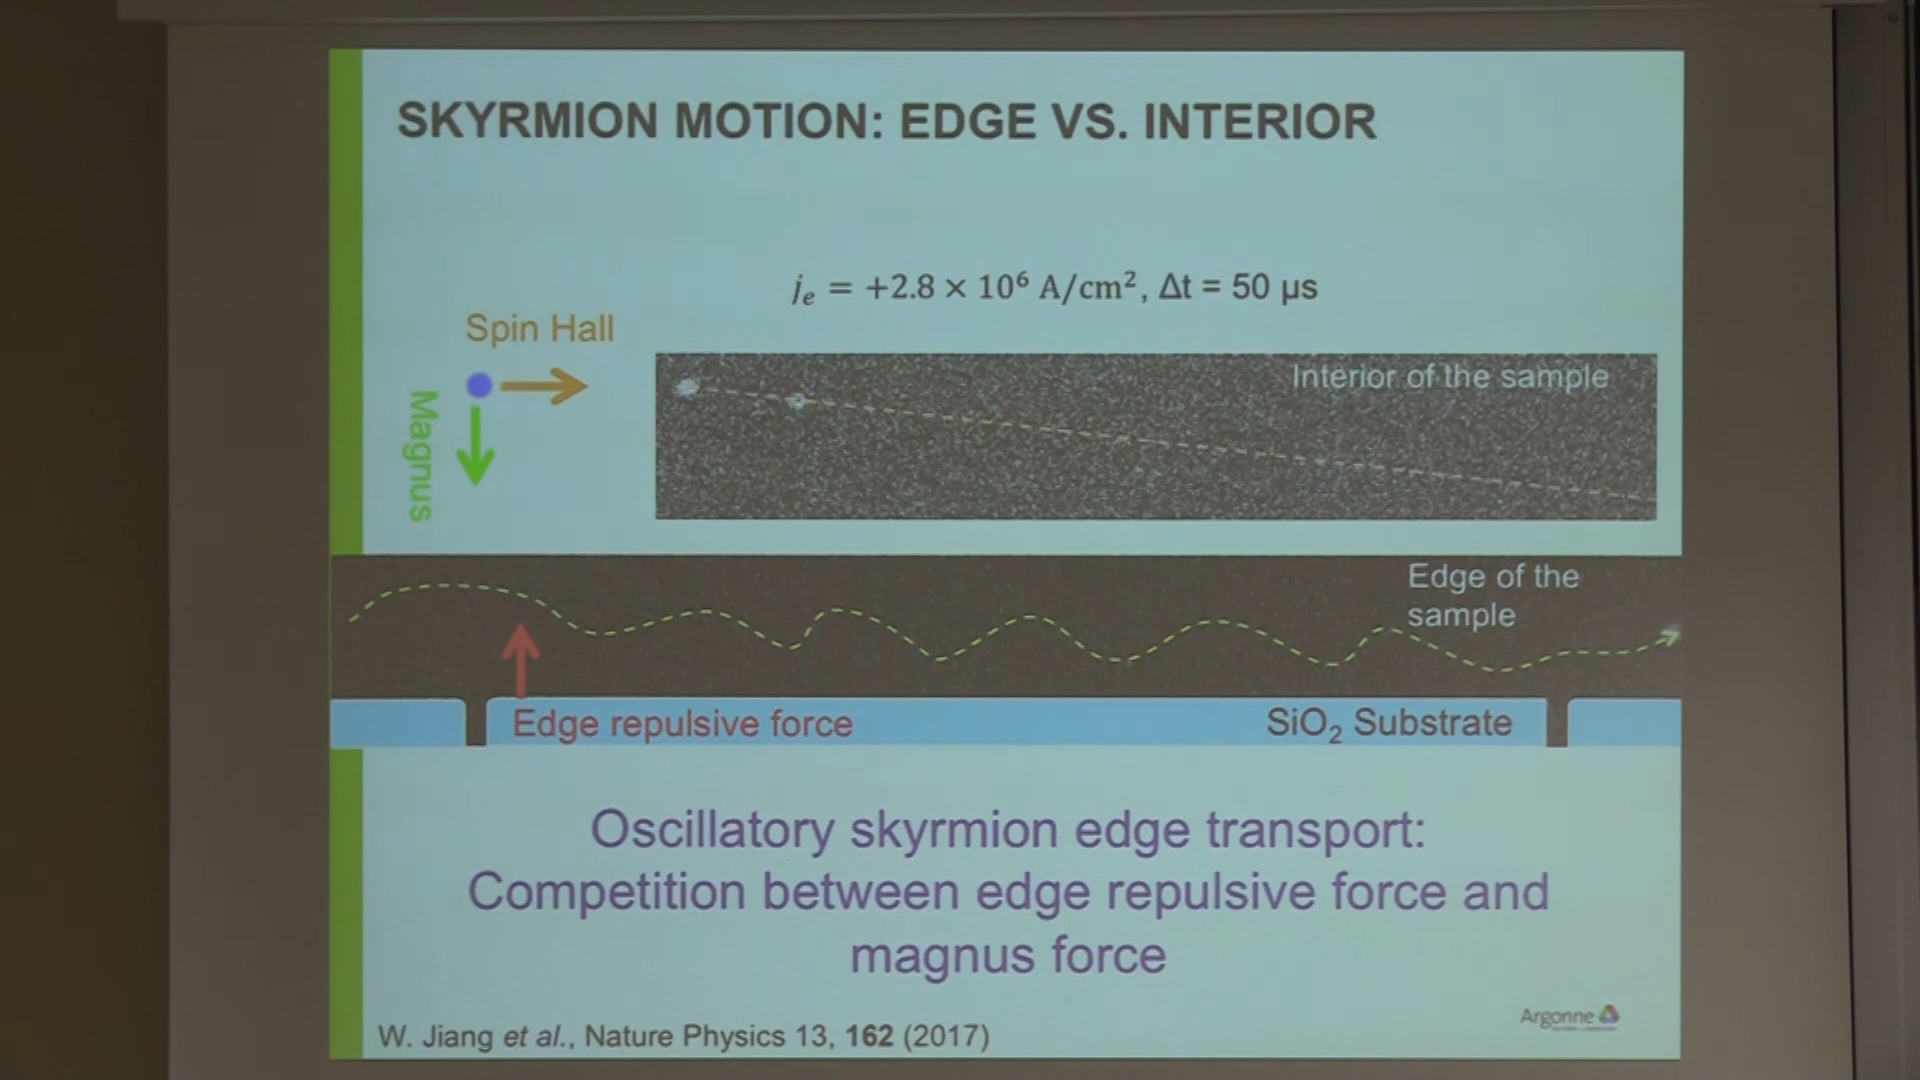 SKYRMION MOTION: EDGE VS. INTERIOR
jₑ = +2.8 × 10⁶ A/cm², Δt = 50 µs
Spin Hall
Magnus
Interior of the sample
Edge of the
sample
Edge repulsive force
SiO₂ Substrate
Oscillatory skyrmion edge transport:
Competition between edge repulsive force and
magnus force
Argonne
W. Jiang et al., Nature Physics 13, 162 (2017)